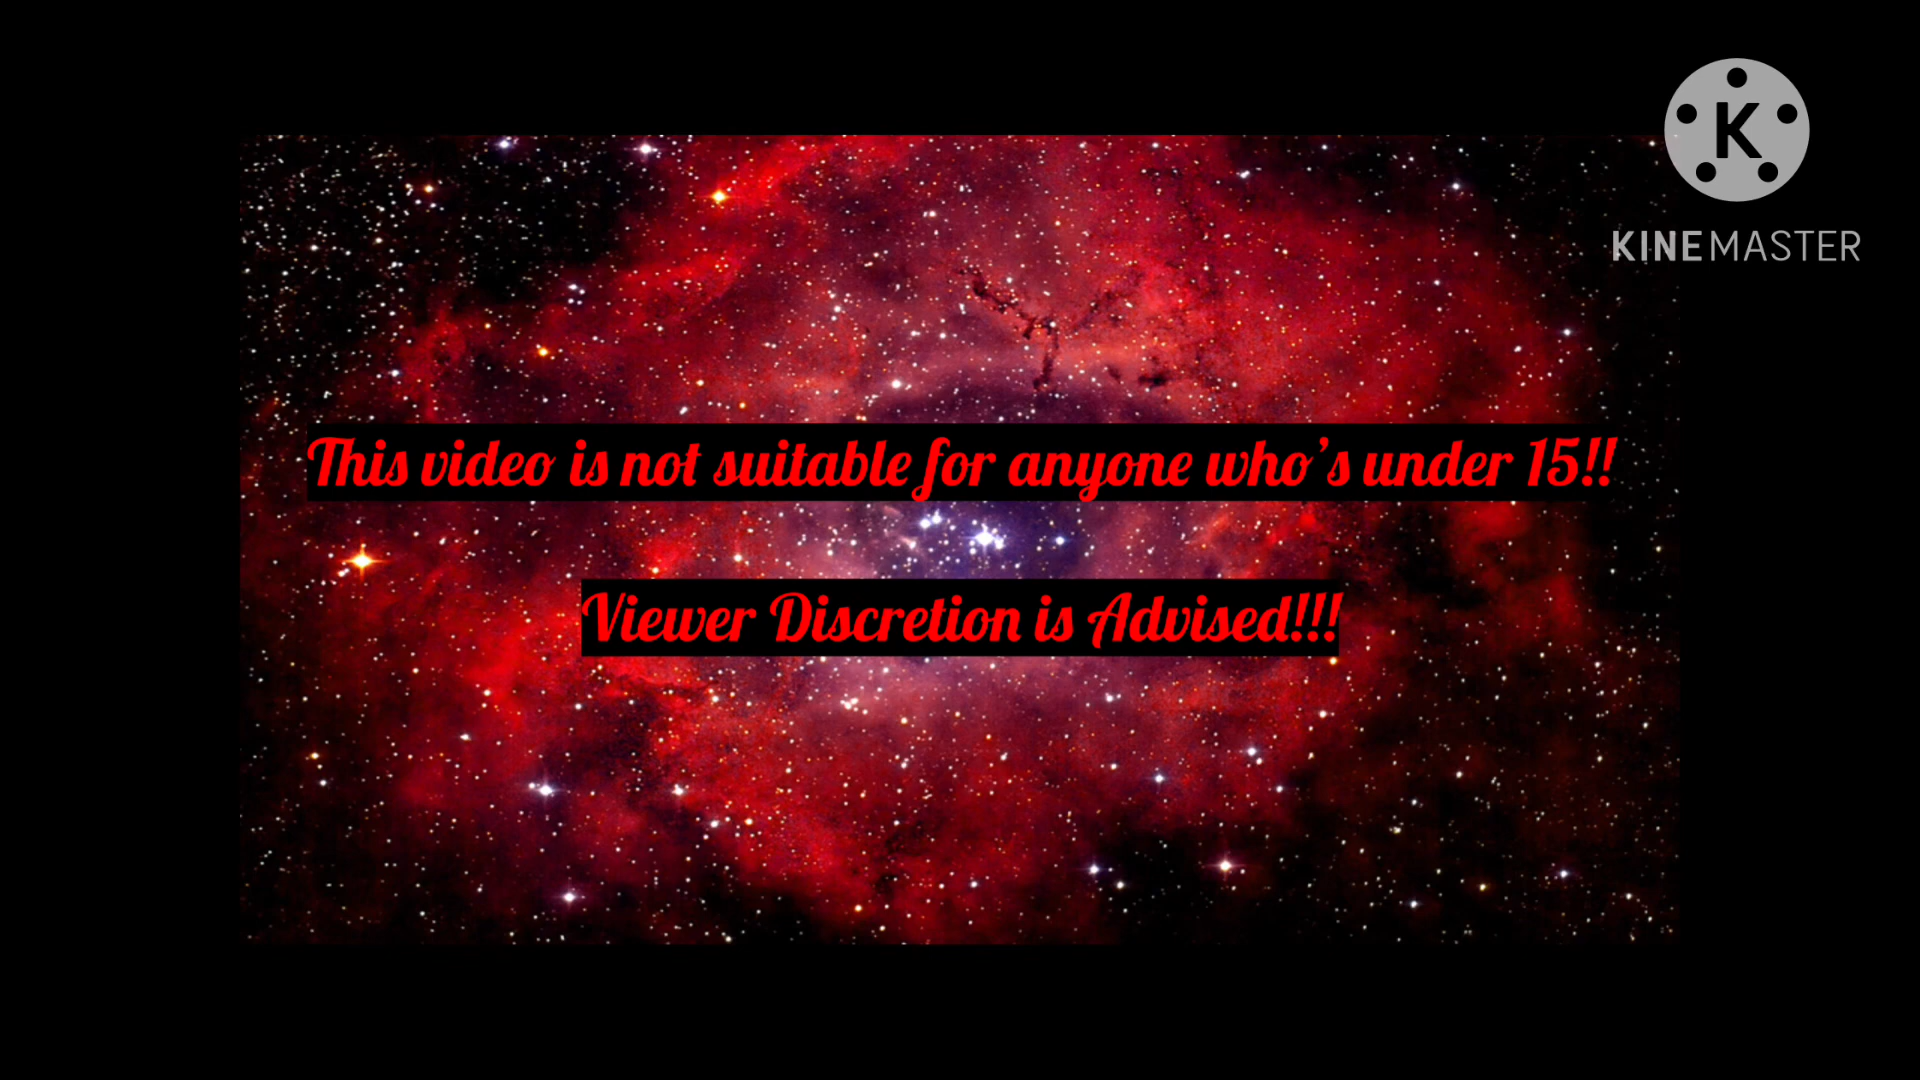 K
KINEMASTER
This video is not suitable for anyone who's under 15!!
Viewer Discretion is Advised!!!